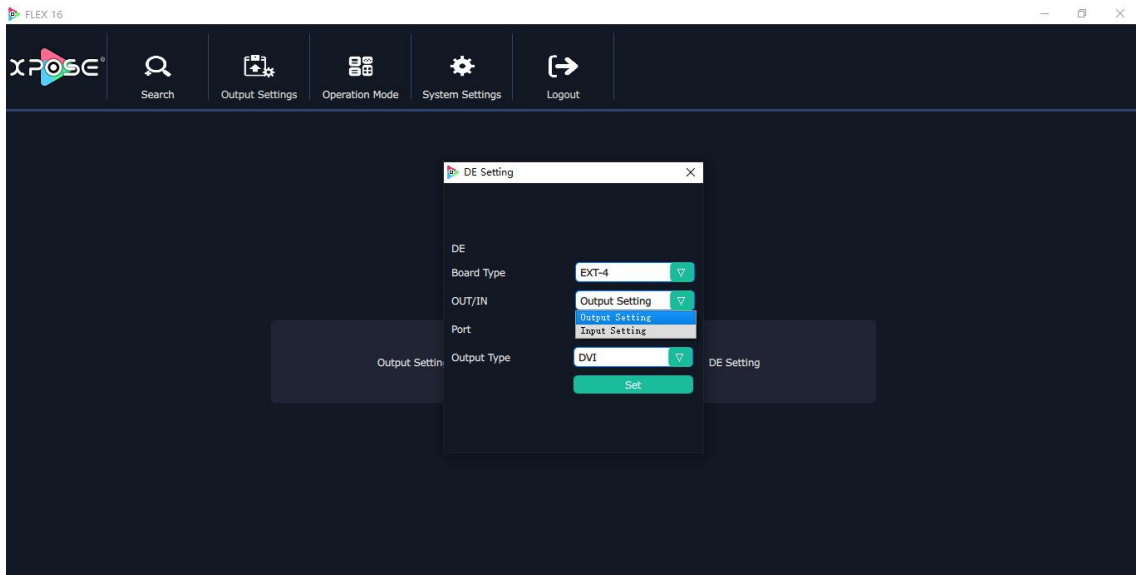 FLEX 16
XPOSE®
Search
Output Settings
Operation Mode
System Settings
Logout
DE Setting
DE
Board Type
EXT-4
OUT/IN
Output Setting
Output Setting
Input Setting
Port
Output Settin
Output Type
DVI
DE Setting
Set